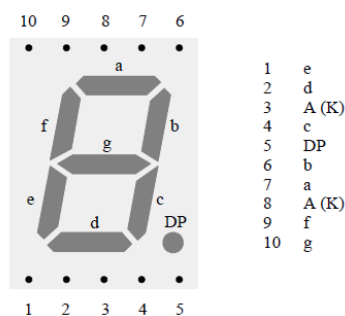 10 9 8 7 6
a
f b
g
e c
d DP
1 2 3 4 5
1 e
2 d
3 A (K)
4 c
5 DP
6 b
7 a
8 A (K)
9 f
10 g